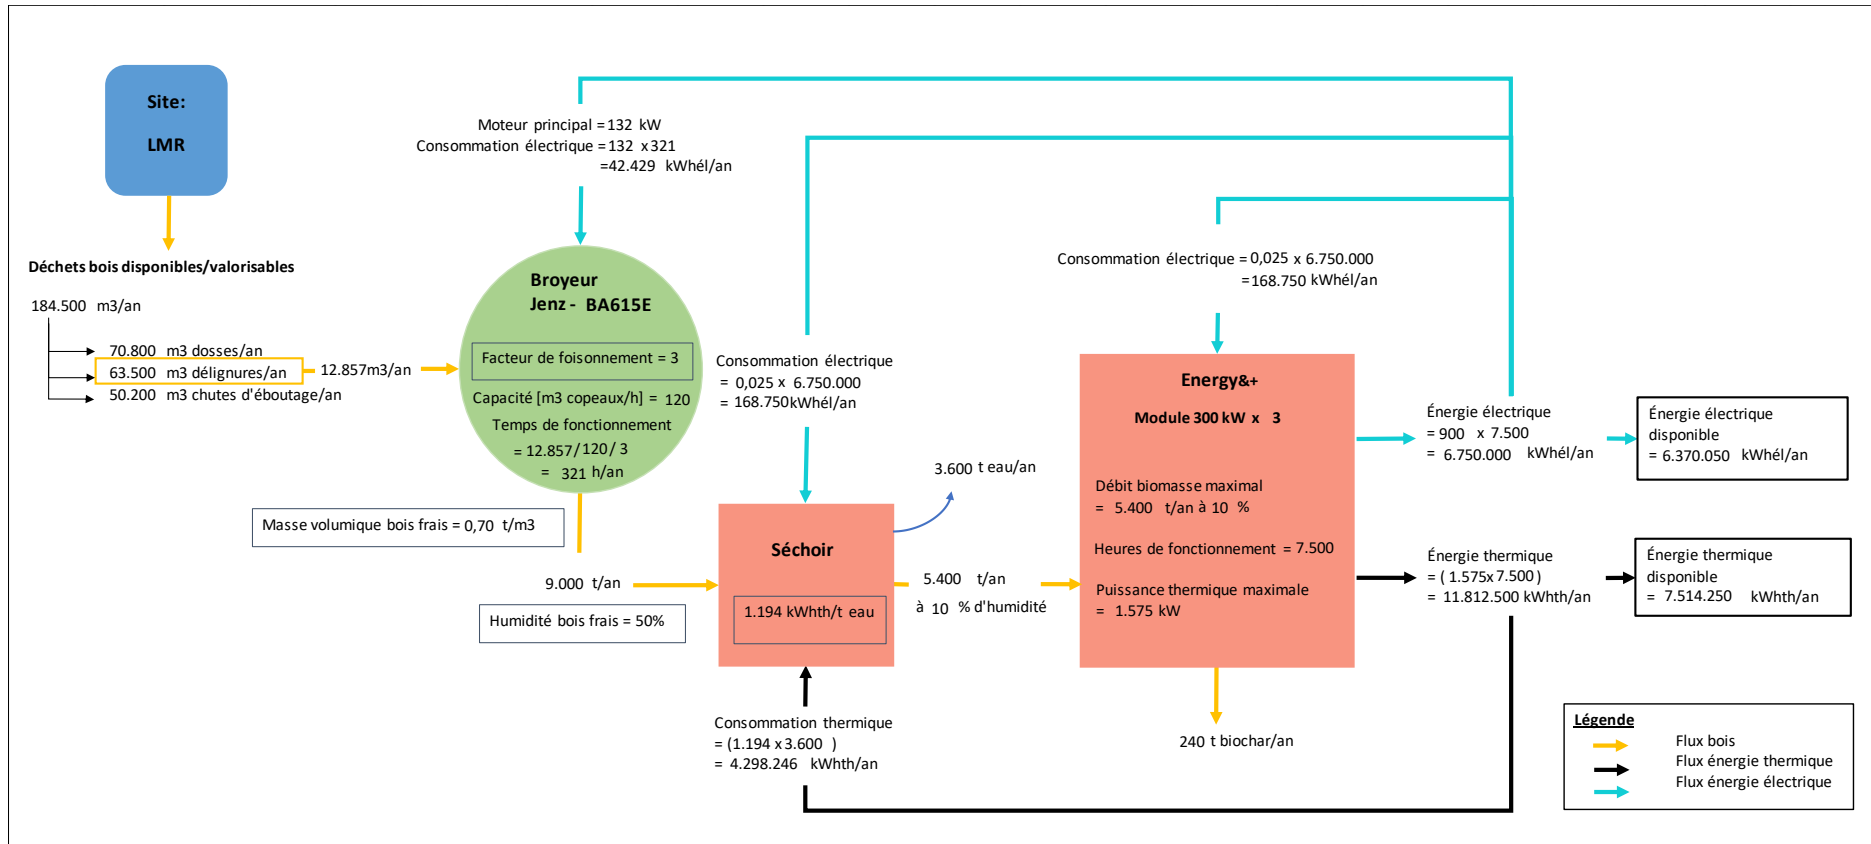 Site:
LMR
Déchets bois disponibles/valorisables
184.500 m3/an
70.800 m3 dosses/an
63.500 m3 délignures/an
50.200 m3 chutes d'éboutage/an
12.857m3/an
Moteur principal = 132 kW
Consommation électrique = 132 x 321
= 42.429 kWhél/an
Broyeur
Jenz - BA615E
Facteur de foisonnement = 3
Capacité [m3 copeaux/h] = 120
Temps de fonctionnement
= 12.857/ 120/ 3
= 321 h/an
Masse volumique bois frais = 0,70 t/m3
9.000 t/an
Humidité bois frais = 50%
Consommation électrique
= 0,025 x 6.750.000
= 168.750 kWhél/an
3.600 t eau/an
Séchoir
1.194 kWhth/t eau
5.400 t/an
à 10 % d'humidité
Consommation thermique
= (1.194 x 3.600 )
= 4.298.246 kWhth/an
Consommation électrique = 0,025 x 6.750.000
= 168.750 kWhél/an
Energy&+
Module 300 kW x 3
Débit biomasse maximal
= 5.400 t/an à 10 %
Heures de fonctionnement = 7.500
Puissance thermique maximale
= 1.575 kW
240 t biochar/an
Énergie électrique
= 900 x 7.500
= 6.750.000 kWhél/an
Énergie électrique
disponible
= 6.370.050 kWhél/an
Énergie thermique
= ( 1.575x 7.500 )
= 11.812.500 kWhth/an
Énergie thermique
disponible
= 7.514.250 kWhth/an
Légende
Flux bois
Flux énergie thermique
Flux énergie électrique